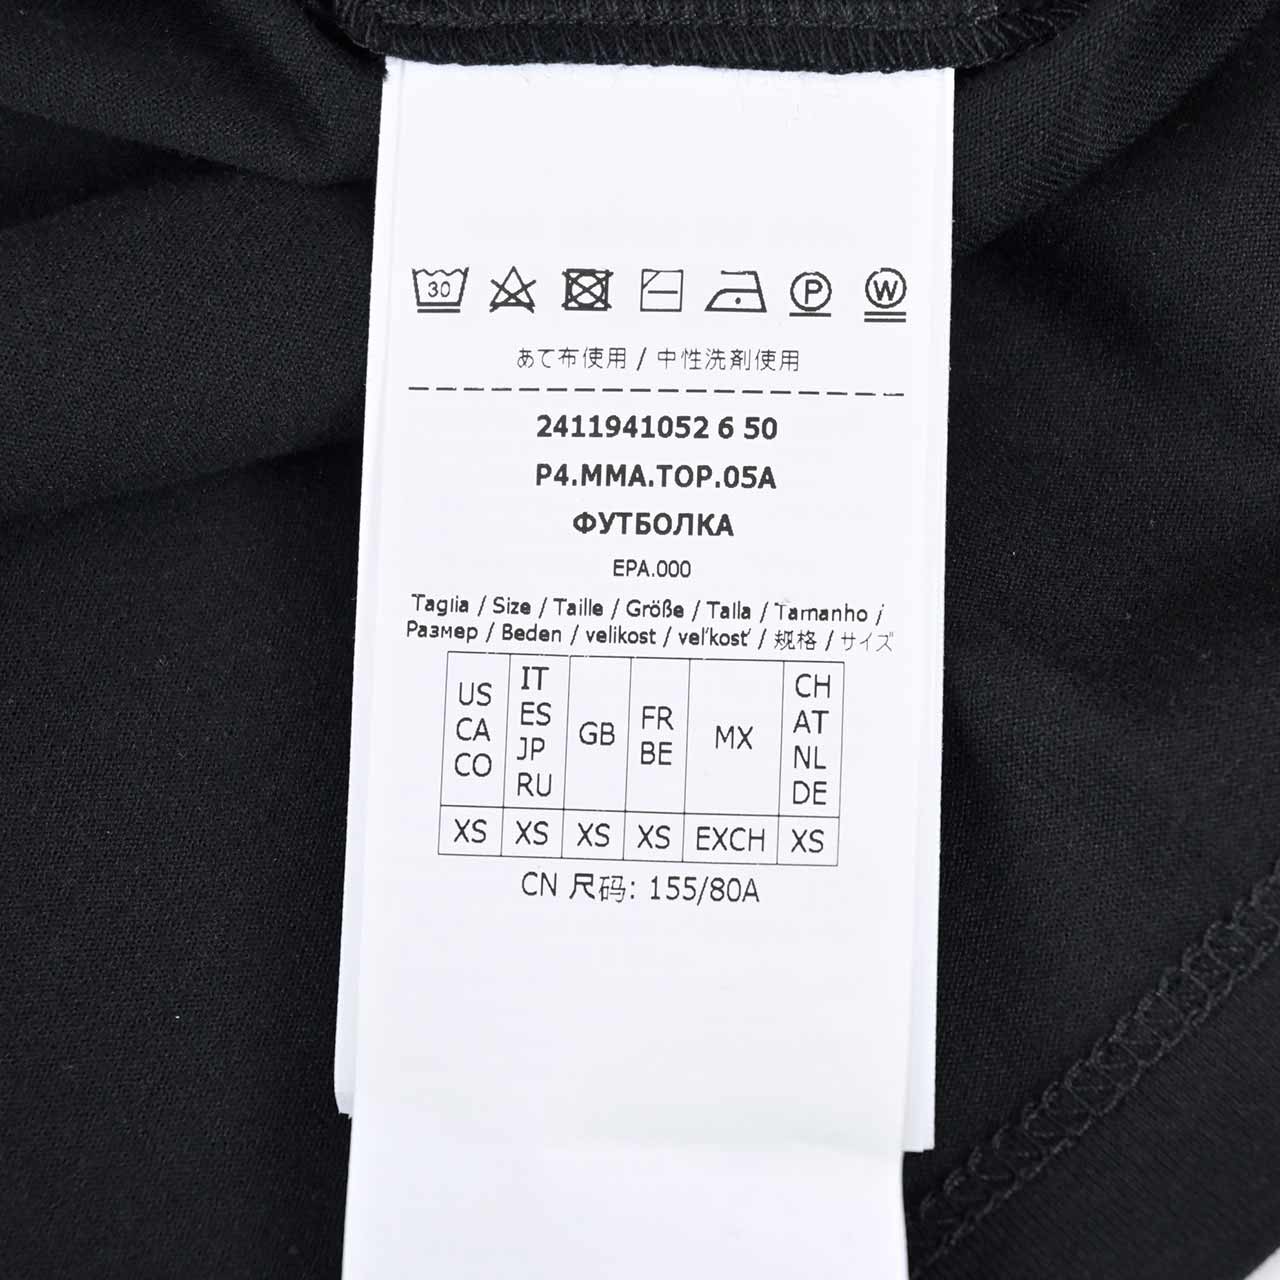 30 P W
あて布使用 / 中性洗剤使用
2411941052 6 50
P4.MMA.TOP.05A
ФУТБОЛКА
EPA.000
Taglia / Size / Taille / Größe / Talla / Tamanho /
Размер / Beden / velikost / veľkosť / 规格 / サイズ
US CA CO
IT ES JP RU
GB
FR BE
MX
CH AT NL DE
XS XS XS XS EXCH XS
CN 尺码: 155/80A